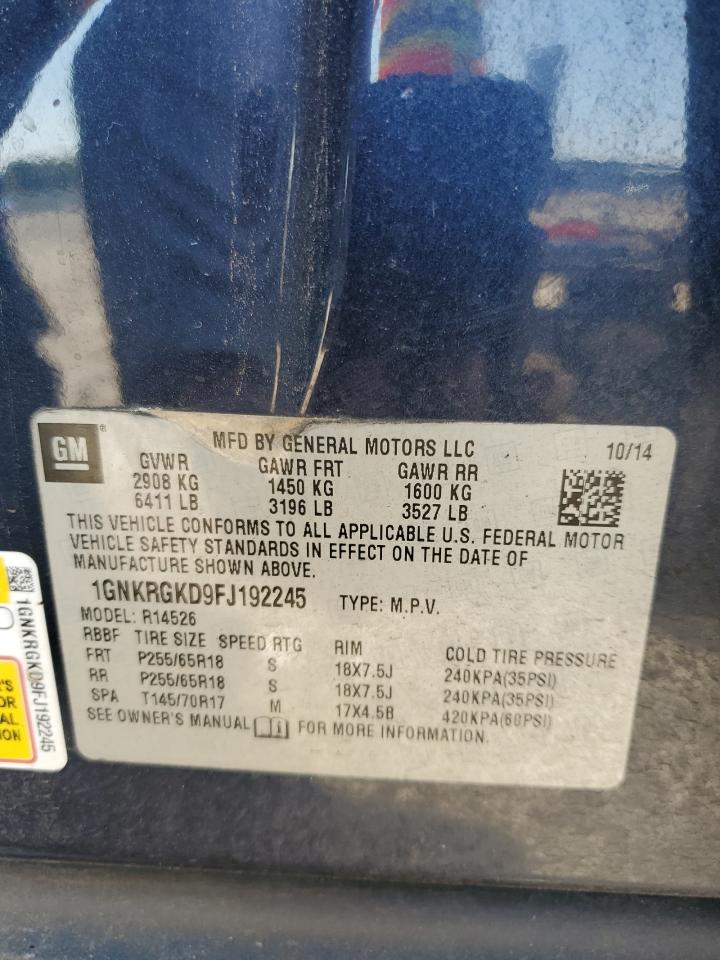 GM ®
MFD BY GENERAL MOTORS LLC 10/14
GVWR GAWR FRT GAWR RR
2908 KG 1450 KG 1600 KG
6411 LB 3196 LB 3527 LB
THIS VEHICLE CONFORMS TO ALL APPLICABLE U.S. FEDERAL MOTOR
VEHICLE SAFETY STANDARDS IN EFFECT ON THE DATE OF
MANUFACTURE SHOWN ABOVE.
1GNKRGKD9FJ192245 TYPE: M.P.V.
MODEL: R14526
RBBF TIRE SIZE SPEED RTG RIM COLD TIRE PRESSURE
FRT P255/65R18 S 18X7.5J 240KPA(35PSI)
RR P255/65R18 S 18X7.5J 240KPA(35PSI)
SPA T145/70R17 M 17X4.5B 420KPA(60PSI)
SEE OWNER'S MANUAL FOR MORE INFORMATION.
1GNKRGKD9FJ192245